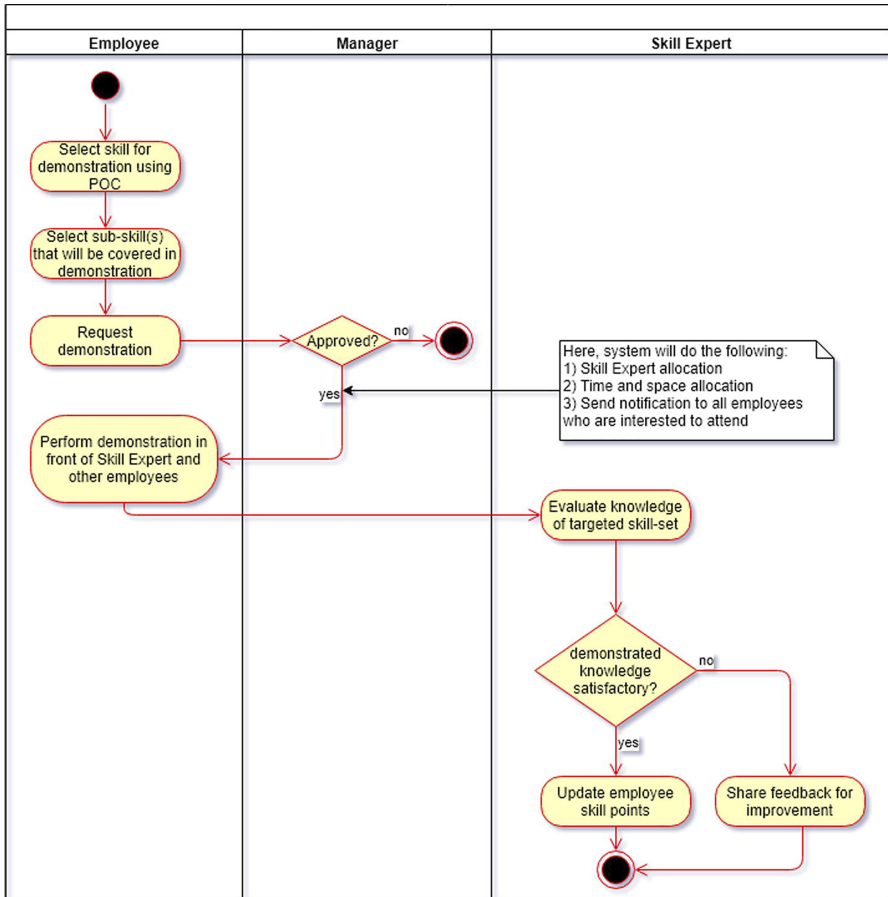 Employee
Manager
Skill Expert
Select skill for
demonstration using
POC
Select sub-skill(s)
that will be covered in
demonstration
Request
demonstration
Approved?
no
yes
Here, system will do the following:
1) Skill Expert allocation
2) Time and space allocation
3) Send notification to all employees
who are interested to attend
Perform demonstration in
front of Skill Expert and
other employees
Evaluate knowledge
of targeted skill-set
demonstrated
knowledge
satisfactory?
no
yes
Update employee
skill points
Share feedback for
improvement